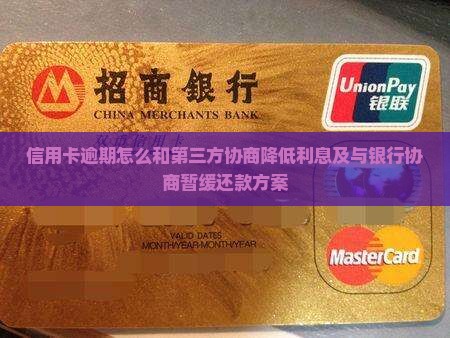 招商銀行
CHINA MERCHANTS BANK
UnionPay
银联
信用卡逾期怎么和第三方协商降低利息及与银行协
商暂缓还款方案
VALID DATES
MONTH/YEAR-MONTH/YEAR
MasterCard